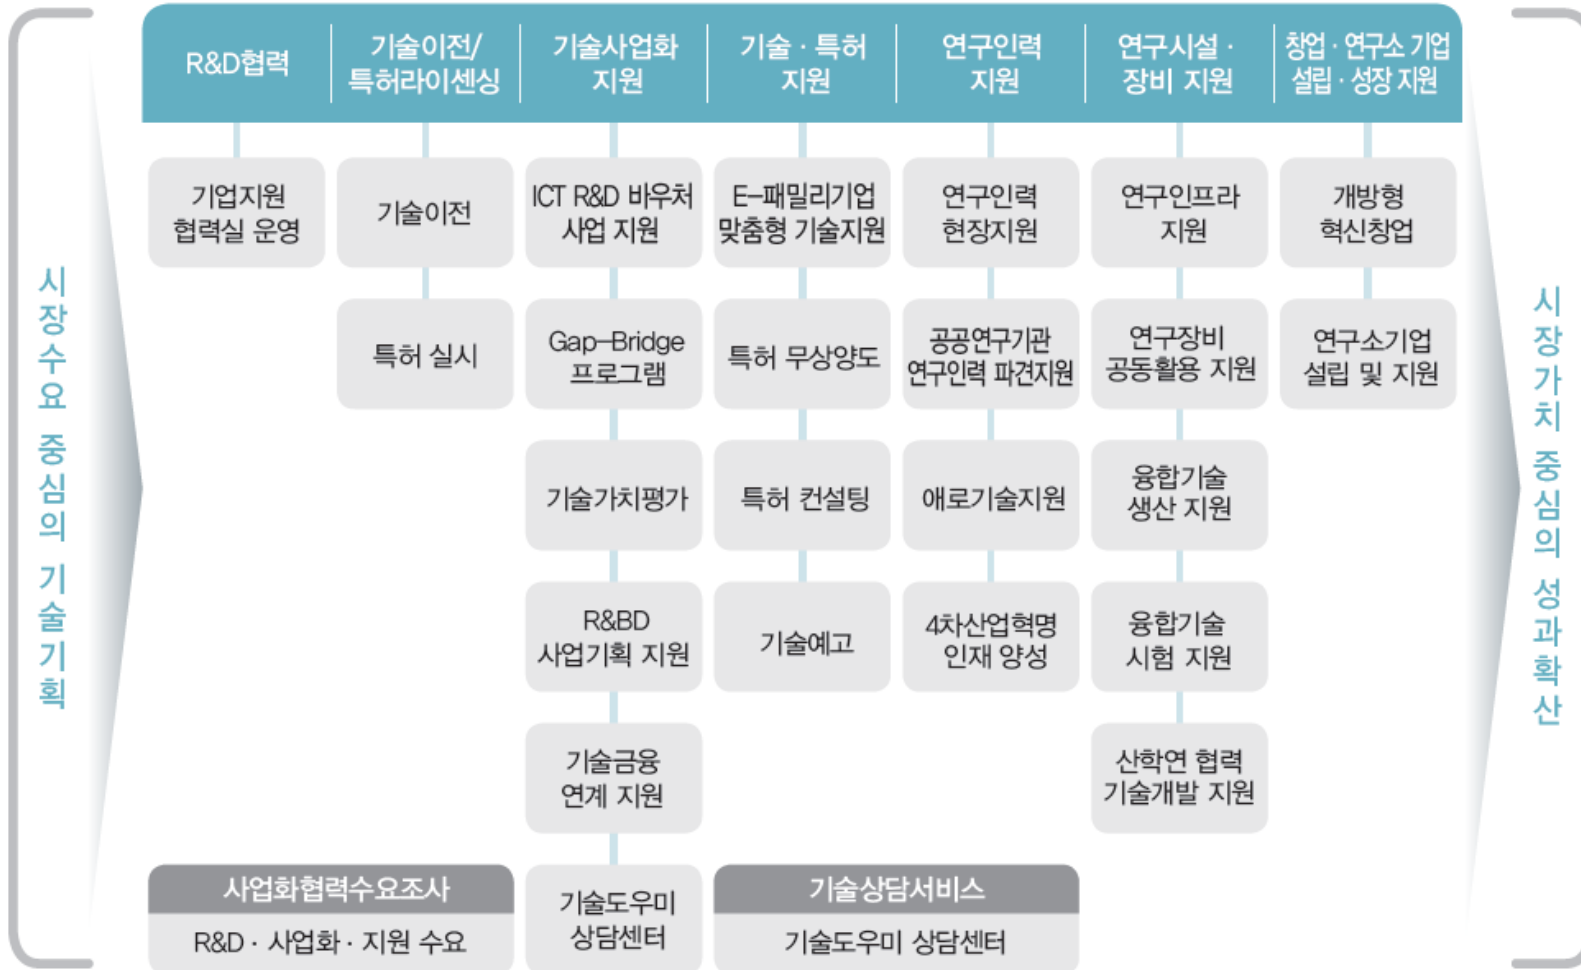 시장수요 중심의 기술기획
R&D협력
기술이전/
특허라이센싱
기술사업화
지원
기술·특허
지원
연구인력
지원
연구시설·
장비 지원
창업·연구소 기업
설립·성장 지원
기업지원
협력실 운영
기술이전
특허 실시
ICT R&D 바우처
사업 지원
Gap-Bridge
프로그램
기술가치평가
R&BD
사업기획 지원
기술금융
연계 지원
기술도우미
상담센터
E-패밀리기업
맞춤형 기술지원
특허 무상양도
특허 컨설팅
기술예고
연구인력
현장지원
공공연구기관
연구인력 파견지원
애로기술지원
4차산업혁명
인재 양성
연구인프라
지원
연구장비
공동활용 지원
융합기술
생산 지원
융합기술
시험 지원
산학연 협력
기술개발 지원
개방형
혁신창업
연구소기업
설립 및 지원
사업화협력수요조사
R&D·사업화·지원 수요
기술상담서비스
기술도우미 상담센터
시장가치 중심의 성과확산